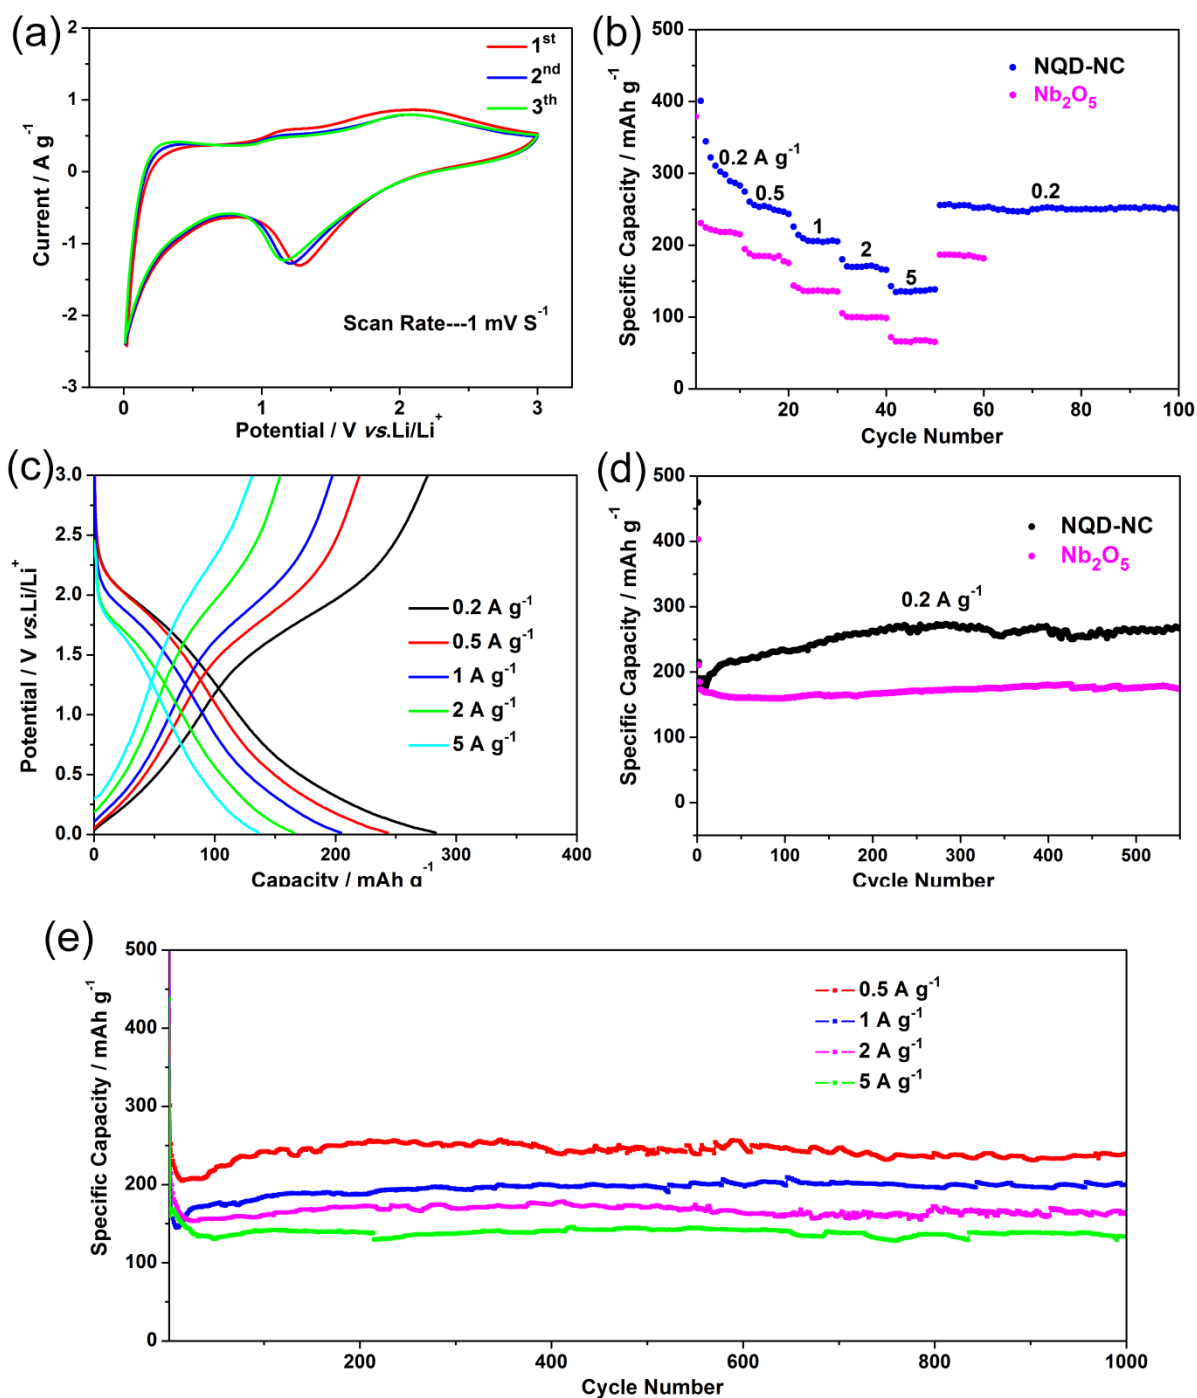 (a)
2
1
0
-1
-2
-3
0
1
2
3
Current / A g-1
1st
2nd
3th
Scan Rate---1 mV S-1
Potential / V vs.Li/Li+
(b)
500
400
300
200
100
0
20
40
60
80
100
Specific Capacity / mAh g-1
NQD-NC
Nb2O5
0.2 A g-1
0.5
1
2
5
0.2
Cycle Number
(c)
3.0
2.5
2.0
1.5
1.0
0.5
0.0
0
100
200
300
400
Potential / V vs.Li/Li+
0.2 A g-1
0.5 A g-1
1 A g-1
2 A g-1
5 A g-1
Capacity / mAh g-1
(d)
500
400
300
200
100
0
0
100
200
300
400
500
Specific Capacity / mAh g-1
NQD-NC
Nb2O5
0.2 A g-1
Cycle Number
(e)
500
400
300
200
100
0
200
400
600
800
1000
Specific Capacity / mAh g-1
0.5 A g-1
1 A g-1
2 A g-1
5 A g-1
Cycle Number